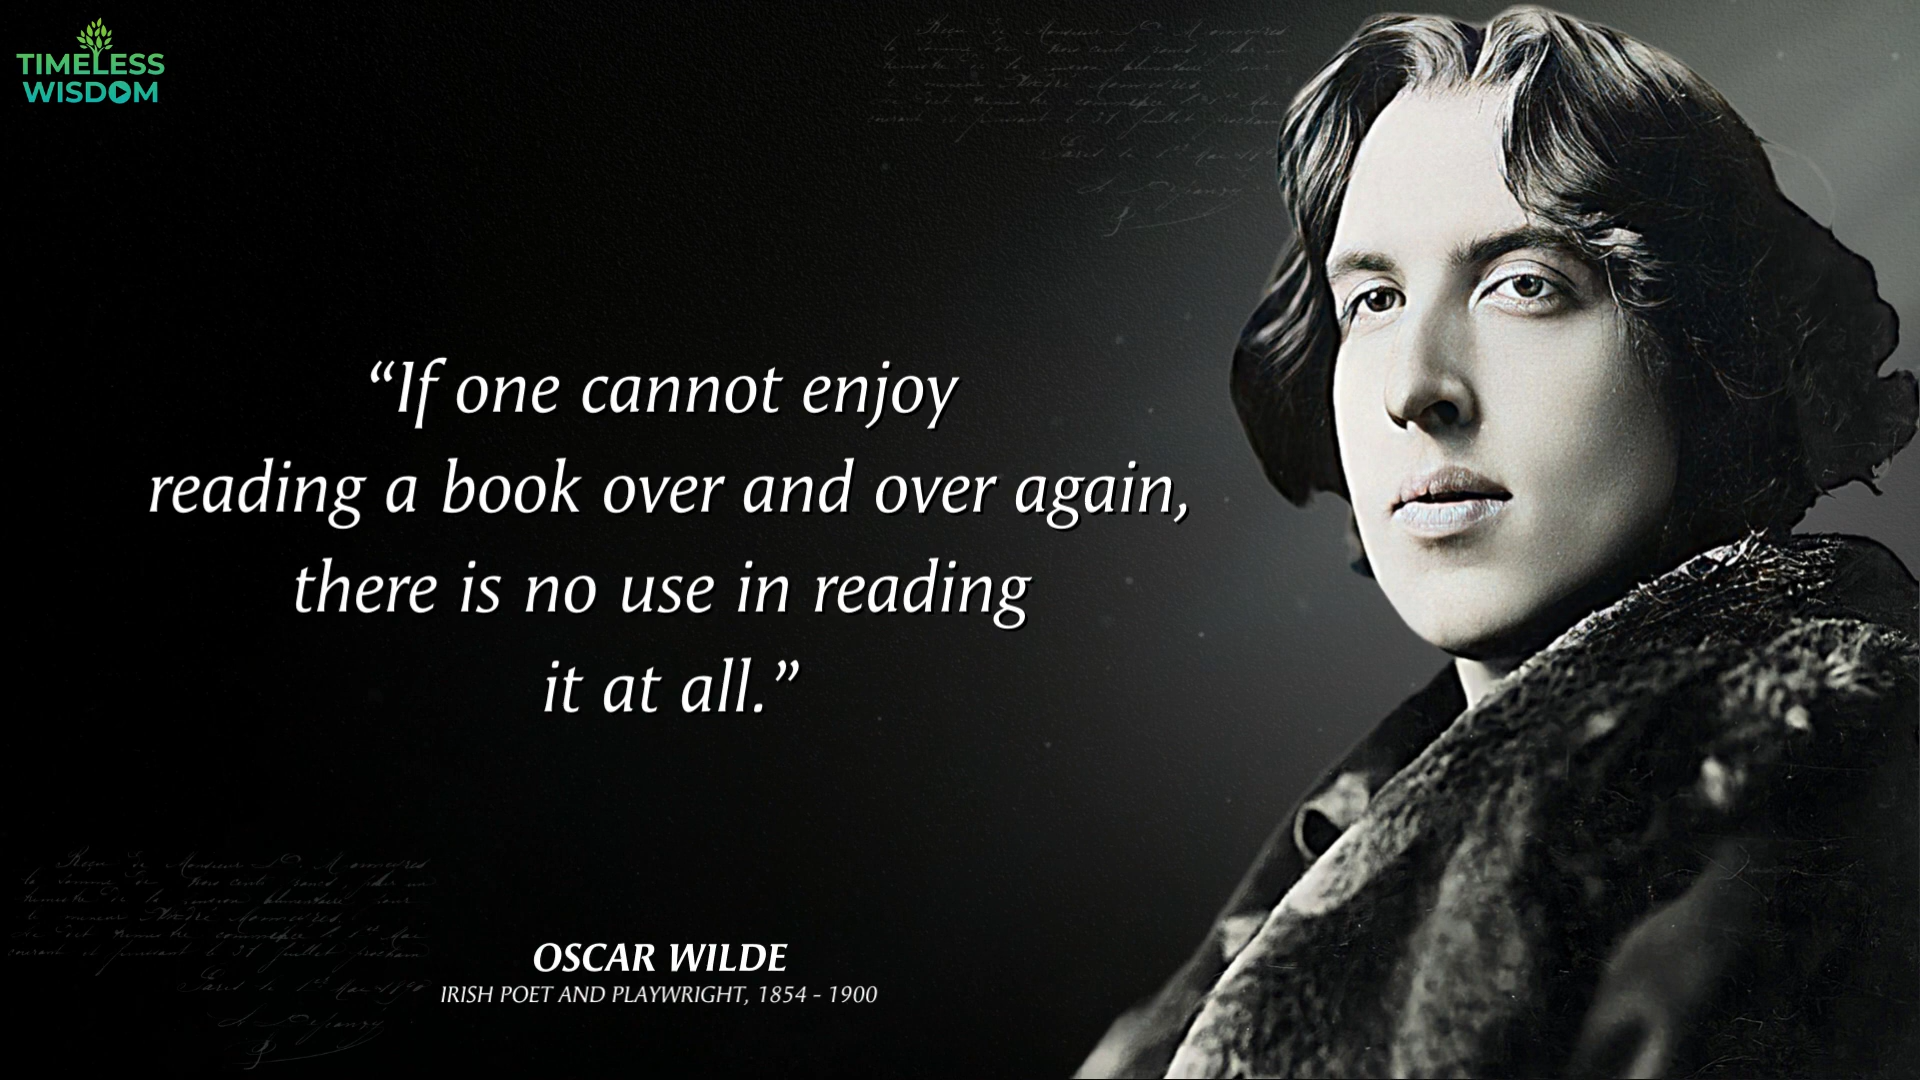 TIMELESS
WISDOM
“If one cannot enjoy
reading a book over and over again,
there is no use in reading
it at all.”
OSCAR WILDE
IRISH POET AND PLAYWRIGHT, 1854 - 1900